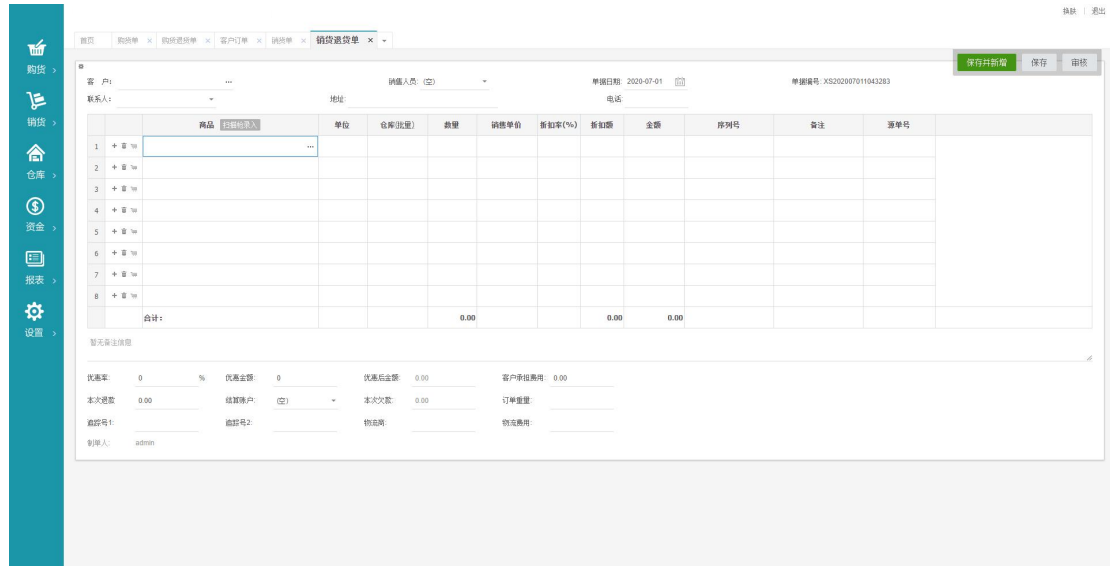 换肤 | 退出
首页 购货单 × 购货退货单 × 客户订单 × 销货单 × 销货退货单 ×
购货 >
销货 >
仓库 >
资金 >
报表 >
设置 >
保存并新增 保存 审核
客 户: ... 销售人员: (空) 单据日期: 2020-07-01 单据编号: XS202007011043283
联系人: 地址: 电话
商品 扫描枪录入 单位 仓库(批量) 数量 销售单价 折扣率(%) 折扣额 金额 序列号 备注 源单号
1 ...
2
3
4
5
6
7
8
合计: 0.00 0.00 0.00
暂无备注信息
优惠率: 0 % 优惠金额: 0 优惠后金额: 0.00 客户承担费用: 0.00
本次退款 0.00 结算账户: (空) 本次欠款: 0.00 订单重量:
追踪号1: 追踪号2: 物流商: 物流费用:
制单人: admin